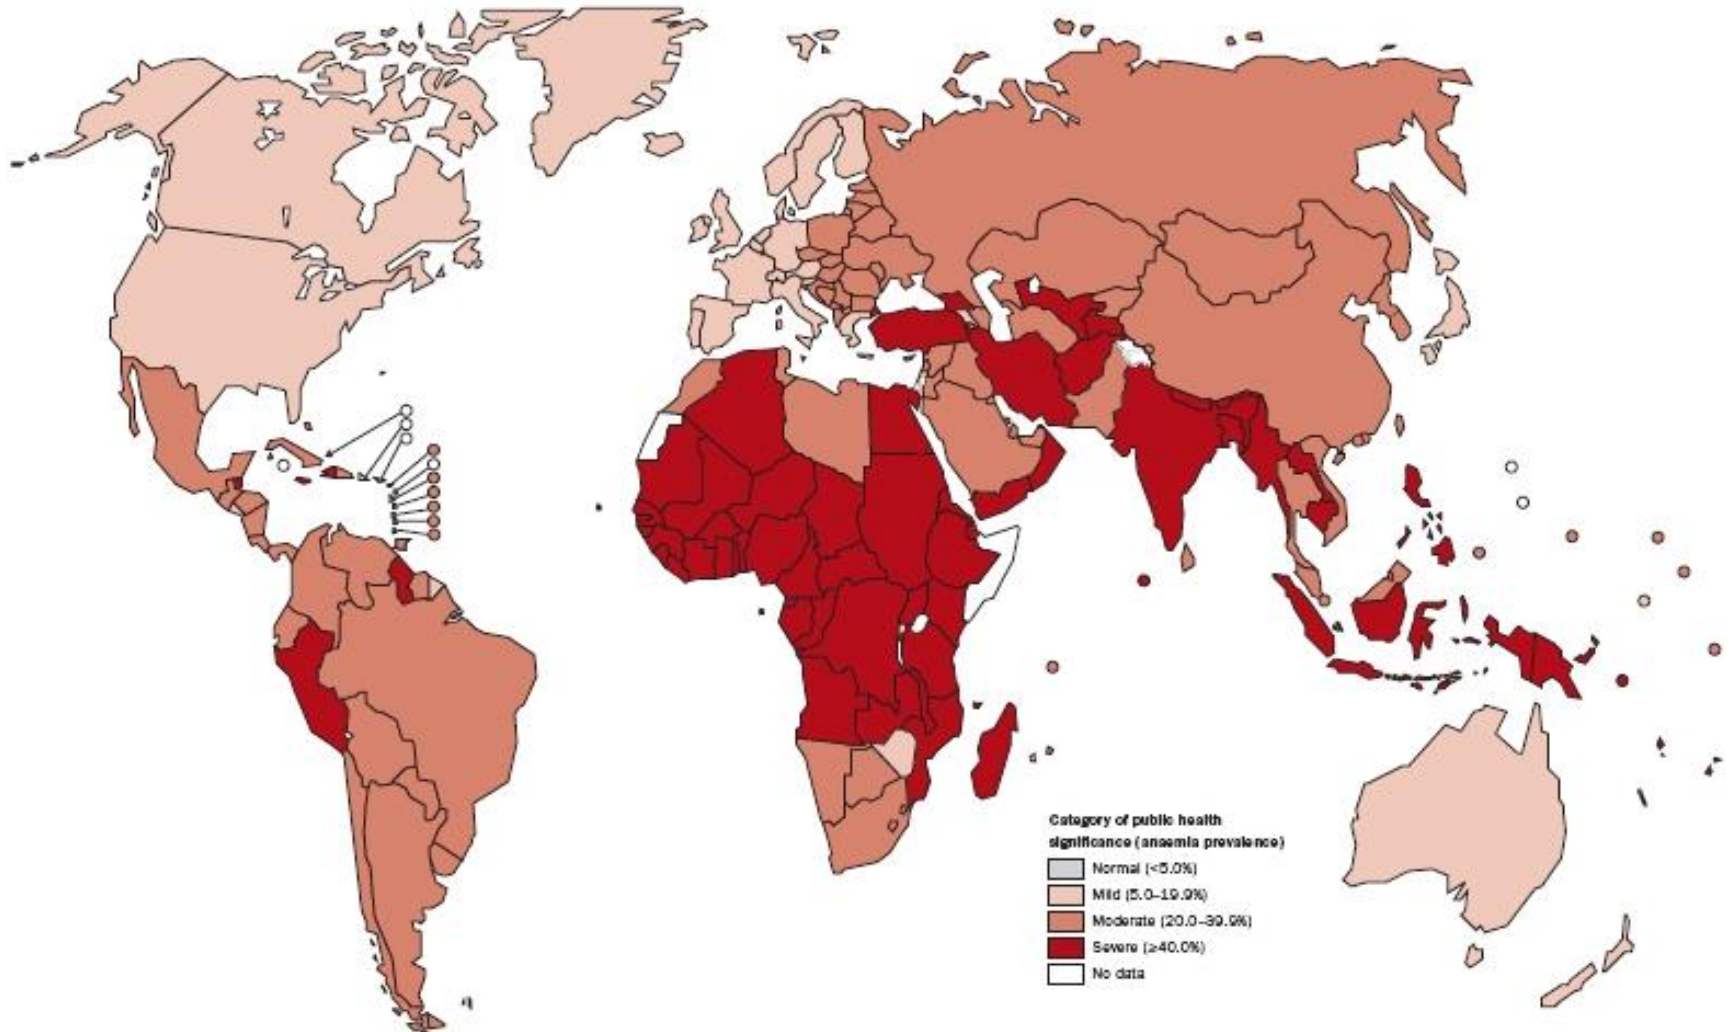 Category of public health
significance (anaemia prevalence)
Normal (<5.0%)
Mild (5.0–19.9%)
Moderate (20.0–39.9%)
Severe (≥40.0%)
No data